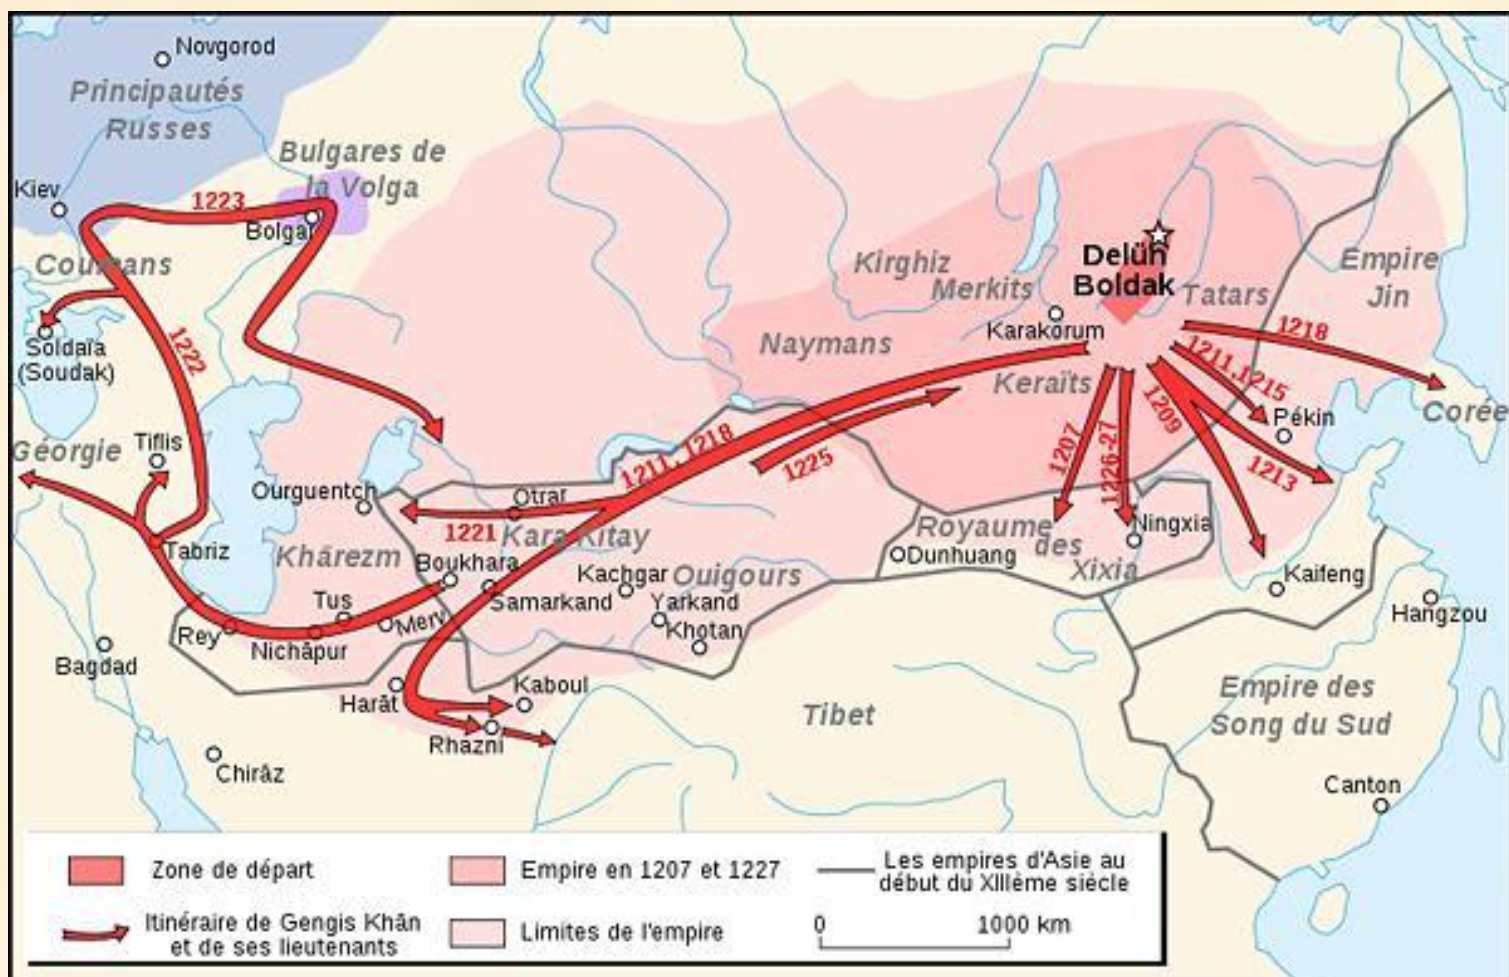 Novgorod
Principautés
Russes
Bulgares de
la Volga
Kiev
1223
Bolgar
Coumans
Delün
Boldak
Kirghiz
Merkits
Tatars
Empire
Jin
Karakorum
Naymans
Keraïts
Soldaïa
(Soudak)
1222
1218
1211,1215
1209
Pékin
Corée
1213
1207
1226-27
1211, 1218
1225
Géorgie
Tiflis
Ourguentch
Otrar
1221
Kara Kitay
Tabriz
Khârezm
Boukhara
Samarkand
Kachgar
Ouigours
Yarkand
Khotan
Royaume
des
Xixia
Dunhuang
Ningxia
Kaifeng
Hangzou
Tus
Merv
Rey
Nichâpur
Bagdad
Harât
Kaboul
Rhazni
Tibet
Empire des
Song du Sud
Chirâz
Canton
Zone de départ
Empire en 1207 et 1227
Les empires d'Asie au
début du XIIIème siècle
Itinéraire de Gengis Khân
et de ses lieutenants
Limites de l'empire
0
1000 km